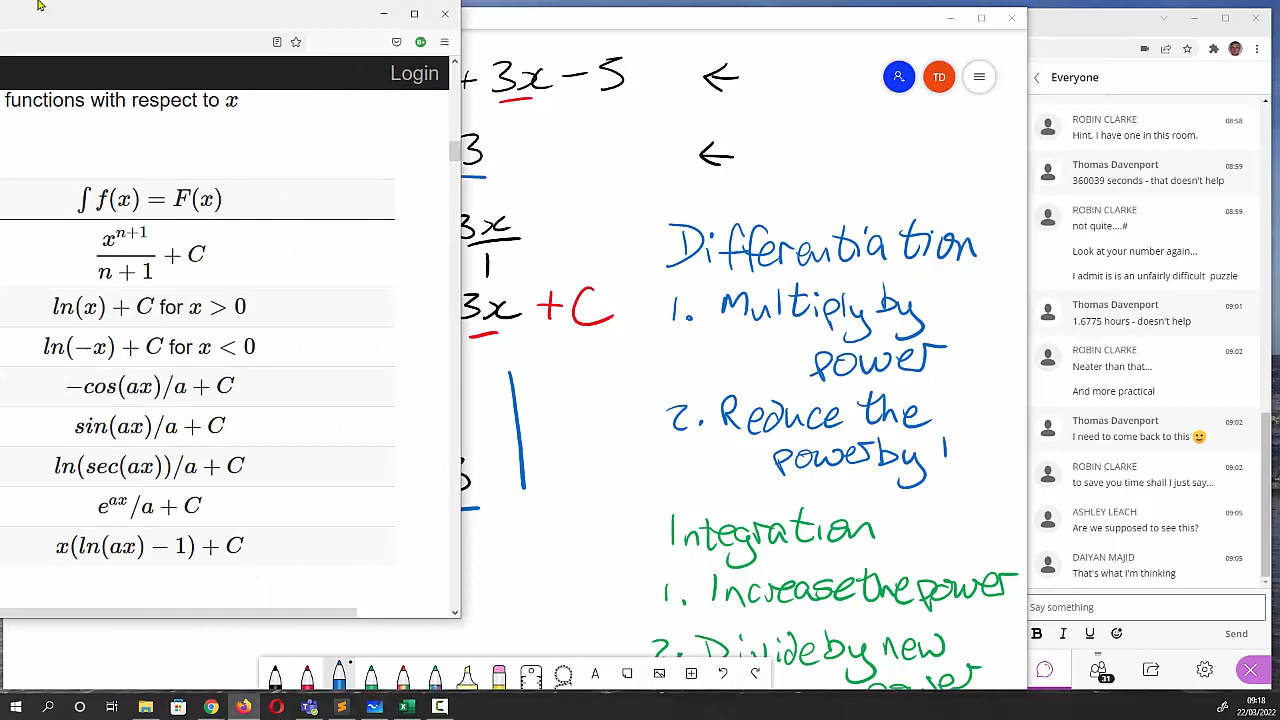 Login
functions with respect to x
∫ f(x) = F(x)
x^{n+1}/(n+1) + C
ln(x) + C for x > 0
ln(−x) + C for x < 0
−cos(ax)/a + C
sin(ax)/a + C
ln(sec(ax))/a + C
e^{ax}/a + C
x(ln(ax) − 1) + C
+ 3x − 5 ←
3 ←
3x
1
3x + C
3
Differentiation
1. Multiply by
power
2. Reduce the
power by 1
Integration
1. Increase the power
2. Divide by new
power
TD
A
Everyone
ROBIN CLARKE 08:58
Hint, I have one in this room.
Thomas Davenport 08:59
360039 seconds - that doesn't help
ROBIN CLARKE 08:59
not quite....#
Look at your number again...
I admit is is an unfairly difficult puzzle
Thomas Davenport 09:01
1.6775 hours - doesn't help
ROBIN CLARKE 09:02
Neater than that...
And more practical
Thomas Davenport 09:02
I need to come back to this 🙂
ROBIN CLARKE 09:02
to save you time shall I just say...
ASHLEY LEACH 09:05
Are we supposed to see this?
DAIYAN MAJID 09:05
That's what I'm thinking
Say something
B I U Send
31
09:18
22/03/2022